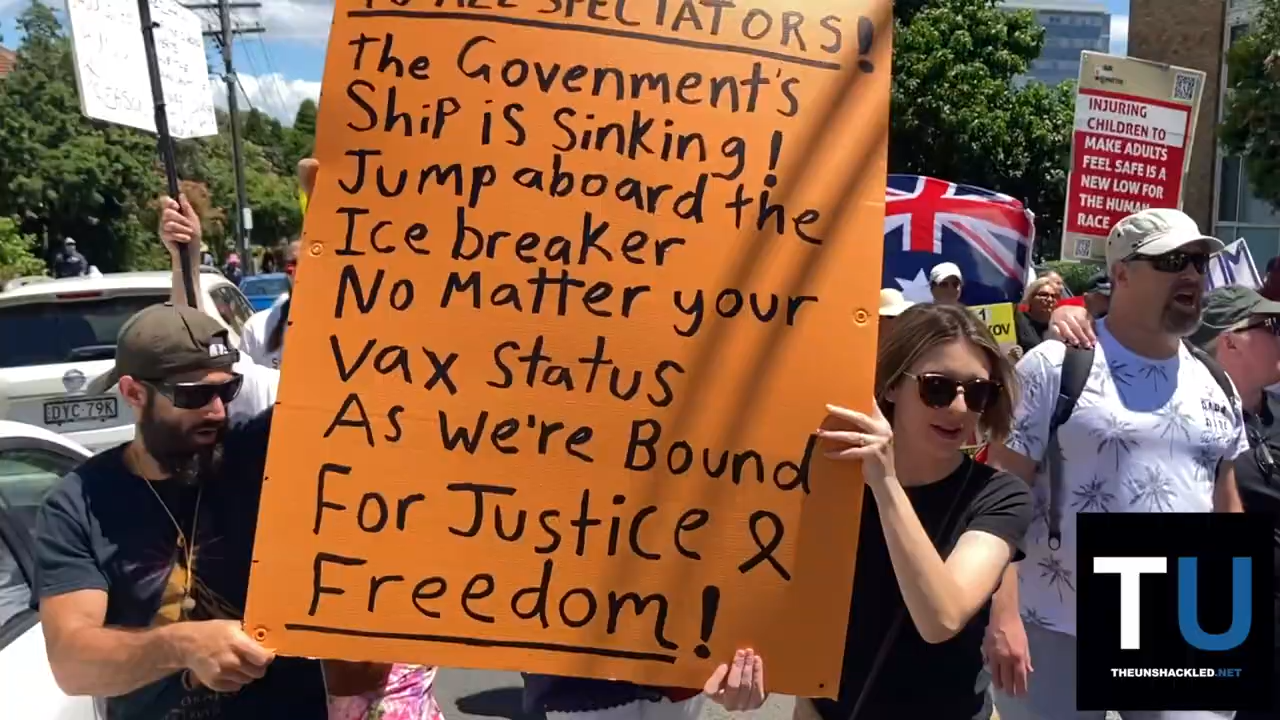 TO ALL SPECTATORS!
The Govenment's
Ship is Sinking!
Jump aboard the
Ice breaker
No Matter your
Vax Status
As We're Bound
For Justice &
Freedom!
INJURING
CHILDREN TO
MAKE ADULTS
FEEL SAFE IS A
NEW LOW FOR
THE HUMAN
RACE
DYC·79K
TU
THEUNSHACKLED.NET